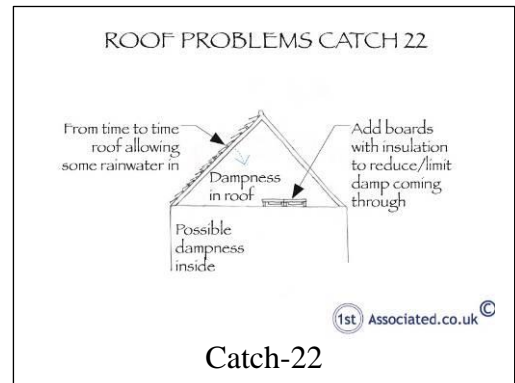 ROOF PROBLEMS CATCH 22
From time to time
roof allowing
some rainwater in
Dampness
in roof
Add boards
with insulation
to reduce/limit
damp coming
through
Possible
dampness
inside
1st Associated.co.uk ©
Catch-22